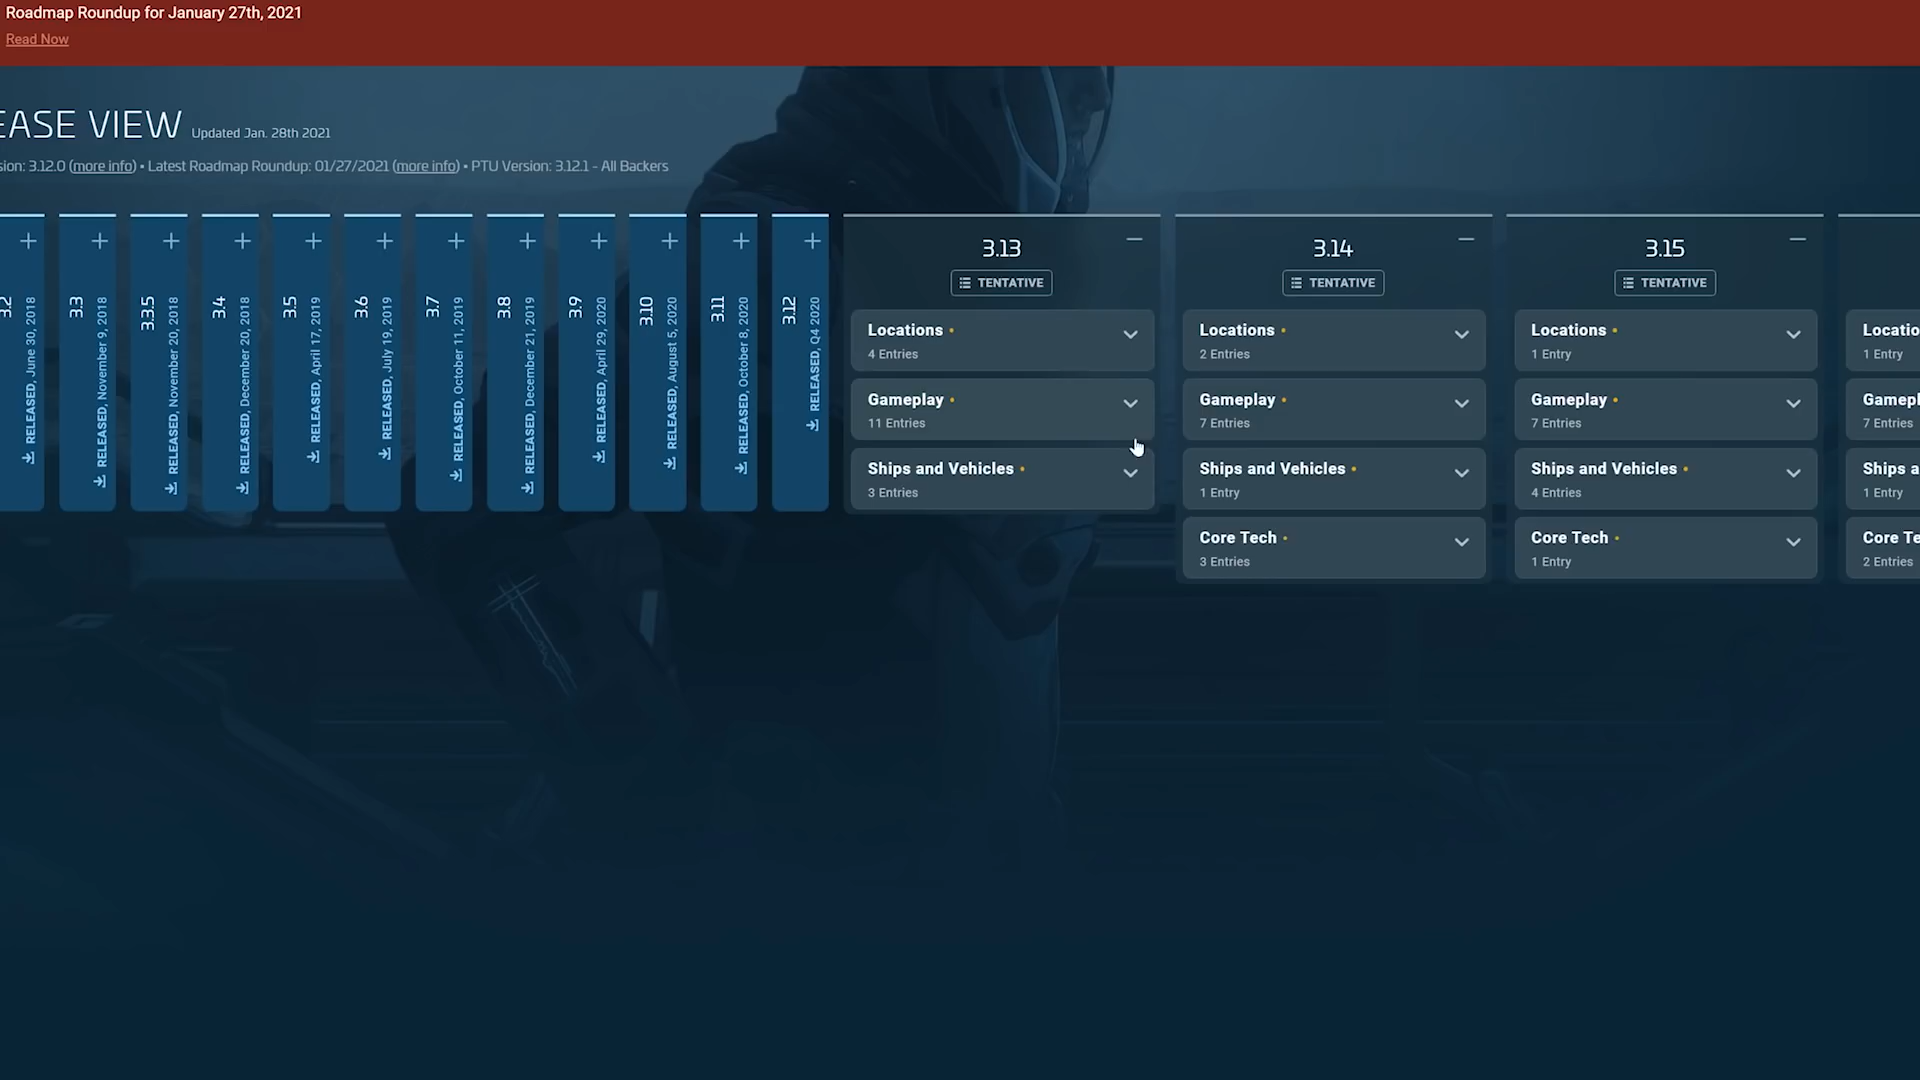 Roadmap Roundup for January 27th, 2021
Read Now
EASE VIEW Updated Jan. 28th 2021
sion: 3.12.0 (more info) • Latest Roadmap Roundup: 01/27/2021 (more info) • PTU Version: 3.12.1 - All Backers
3.2 RELEASED, June 30, 2018
3.3 RELEASED, November 9, 2018
3.3.5 RELEASED, November 20, 2018
3.4 RELEASED, December 20, 2018
3.5 RELEASED, April 17, 2019
3.6 RELEASED, July 19, 2019
3.7 RELEASED, October 11, 2019
3.8 RELEASED, December 21, 2019
3.9 RELEASED, April 29, 2020
3.10 RELEASED, August 5, 2020
3.11 RELEASED, October 8, 2020
3.12 RELEASED, Q4 2020
3.13
TENTATIVE
Locations •
4 Entries
Gameplay •
11 Entries
Ships and Vehicles •
3 Entries
3.14
TENTATIVE
Locations •
2 Entries
Gameplay •
7 Entries
Ships and Vehicles •
1 Entry
Core Tech •
3 Entries
3.15
TENTATIVE
Locations •
1 Entry
Gameplay •
7 Entries
Ships and Vehicles •
4 Entries
Core Tech •
1 Entry
Locatio
1 Entry
Gamepl
7 Entries
Ships a
1 Entry
Core Te
2 Entries